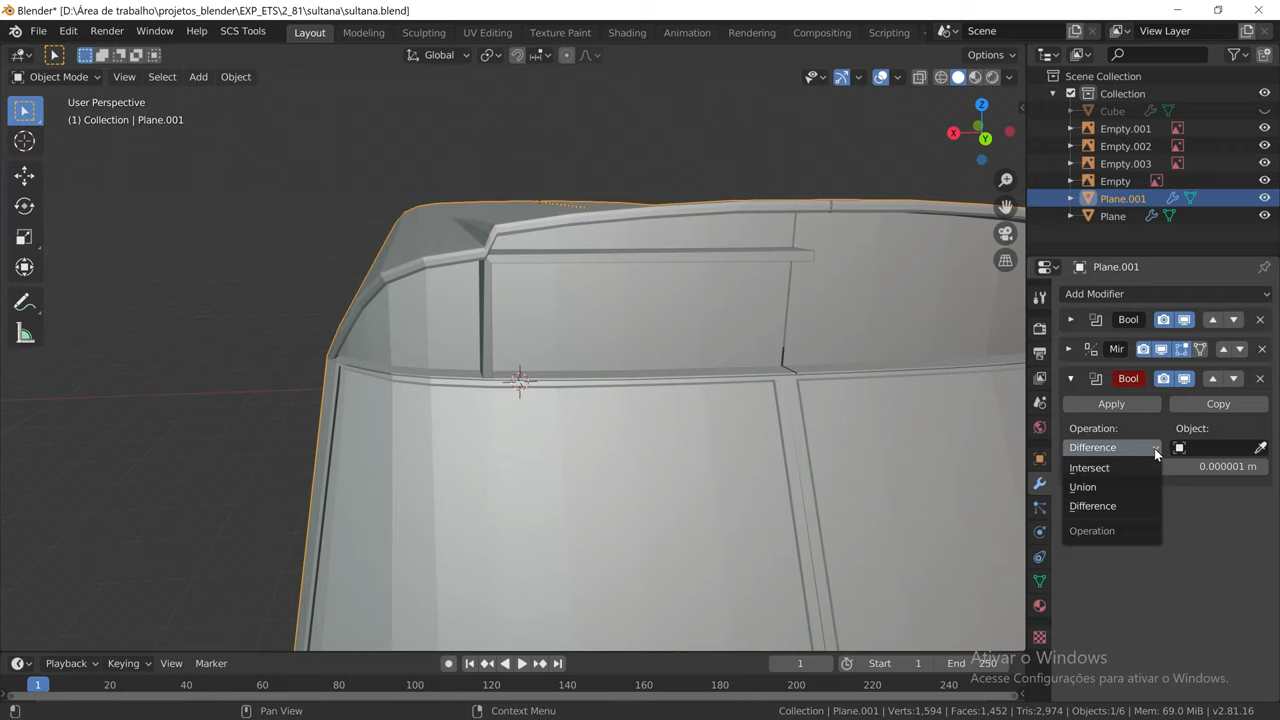 Blender* [D:\Área de trabalho\projetos_blender\EXP_ETS\2_81\sultana\sultana.blend]
File Edit Render Window Help SCS Tools Layout Modeling Sculpting UV Editing Texture Paint Shading Animation Rendering Compositing Scripting Scene View Layer
Global Options
Object Mode View Select Add Object
User Perspective
(1) Collection | Plane.001
Z
X
Y
Scene Collection
Collection
Cube
Empty.001
Empty.002
Empty.003
Empty
Plane.001
Plane
Plane.001
Add Modifier
Bool
Mir
Bool
Apply Copy
Operation: Object:
Difference
Intersect 0.000001 m
Union
Difference
Operation
Playback Keying View Marker 1 Start 1 End 250
1 20 40 60 80 100 120 140 160 180 200 220 240
Ativar o Windows
Acesse Configurações para ativar o Windows.
Pan View Context Menu Collection | Plane.001 | Verts:1,594 | Faces:1,452 | Tris:2,974 | Objects:1/6 | Mem: 69.0 MiB | v2.81.16